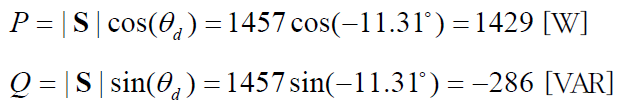 P = | S | cos(θ_d) = 1457 cos(−11.31°) = 1429 [W]
Q = | S | sin(θ_d) = 1457 sin(−11.31°) = −286 [VAR]